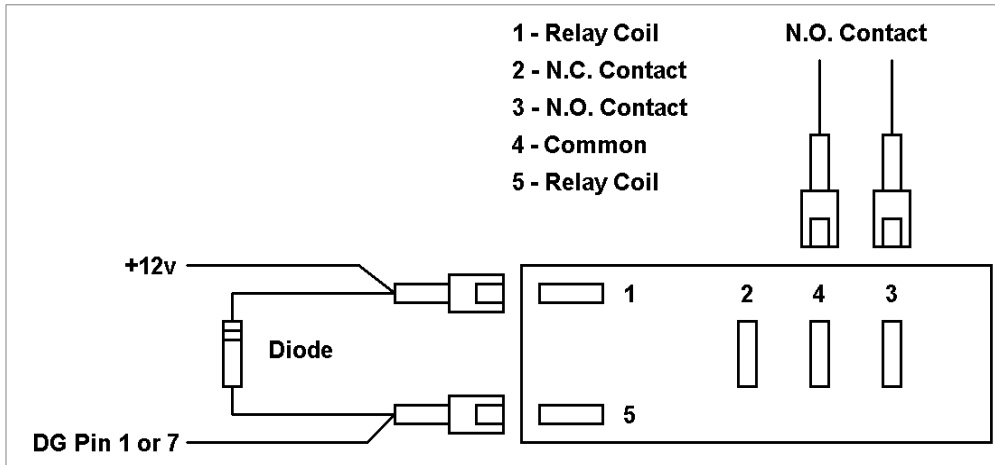 1 - Relay Coil
2 - N.C. Contact
3 - N.O. Contact
4 - Common
5 - Relay Coil
N.O. Contact
+12v
Diode
DG Pin 1 or 7
1
2
4
3
5